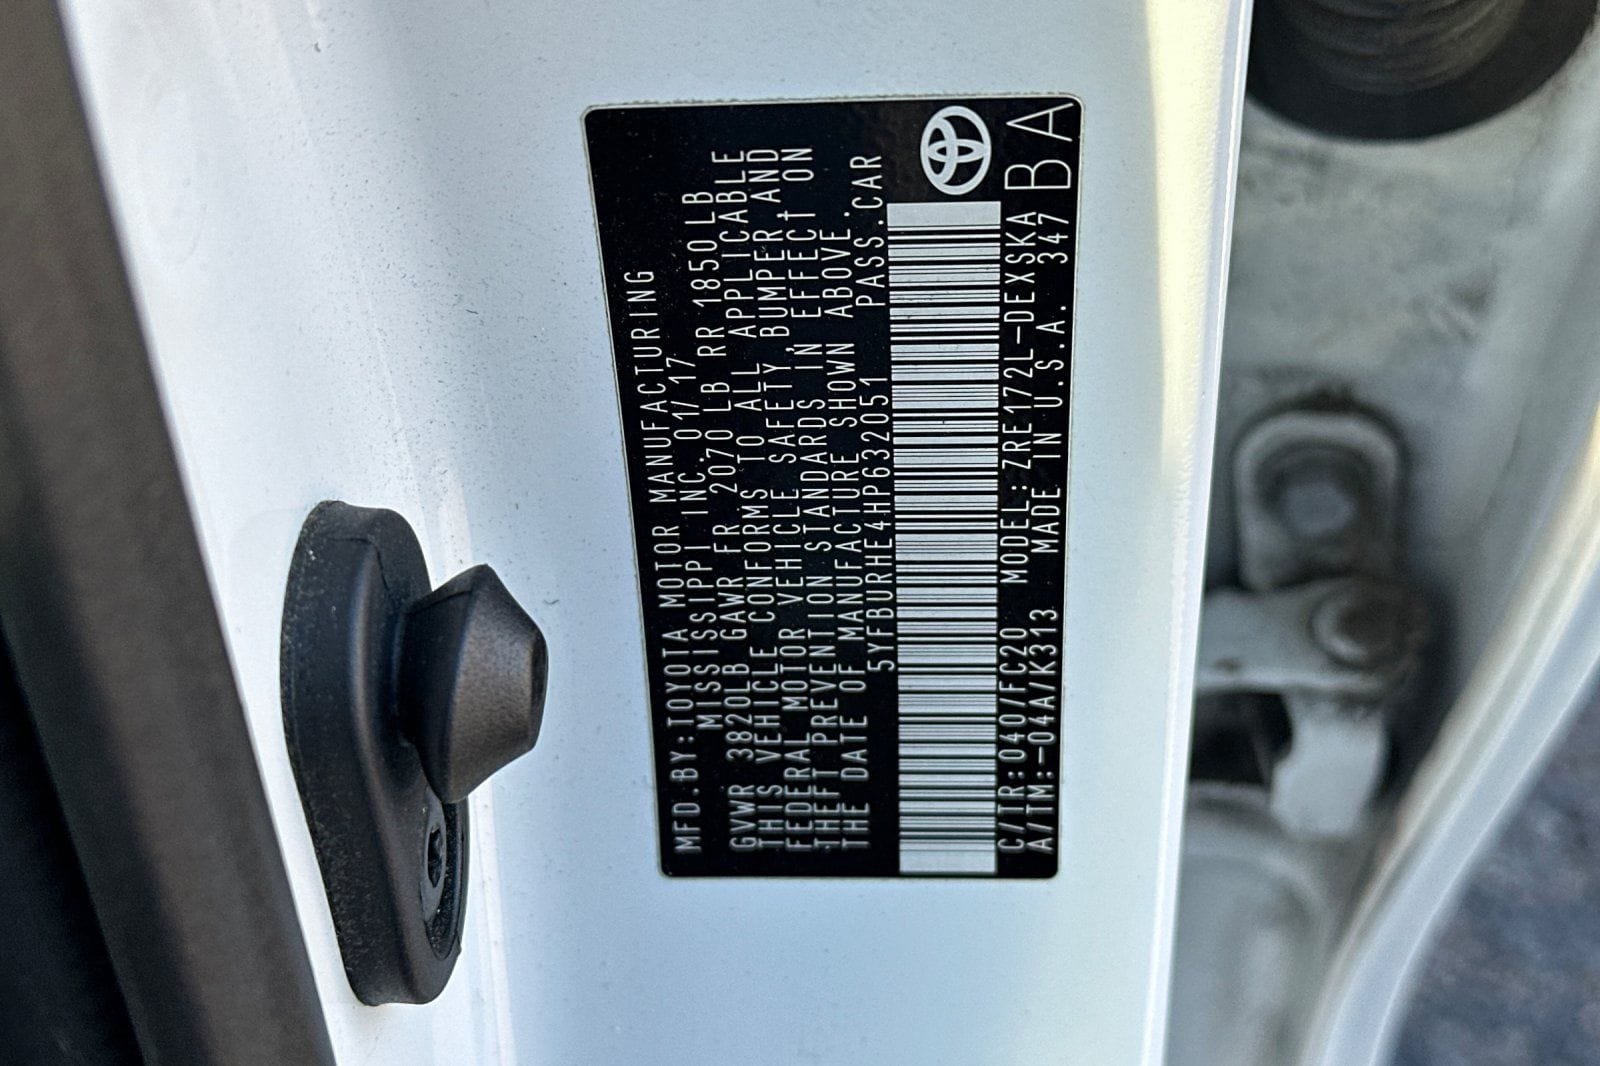 MFD.BY:TOYOTA MOTOR MANUFACTURING
MISSISSIPPI INC. 01/17
GVWR 3820LB GAWR FR 2070 LB RR 1850LB
THIS VEHICLE CONFORMS TO ALL APPLICABLE
FEDERAL MOTOR VEHICLE SAFETY, BUMPER, AND
THEFT PREVENTION STANDARDS IN EFFECT ON
THE DATE OF MANUFACTURE SHOWN ABOVE.
5YFBURHE4HP632051 PASS.CAR
C/TR:040/FC20 MODEL:ZRE172L-DEXSKA
A/TM:-04A/K313 MADE IN U.S.A. 347
BA